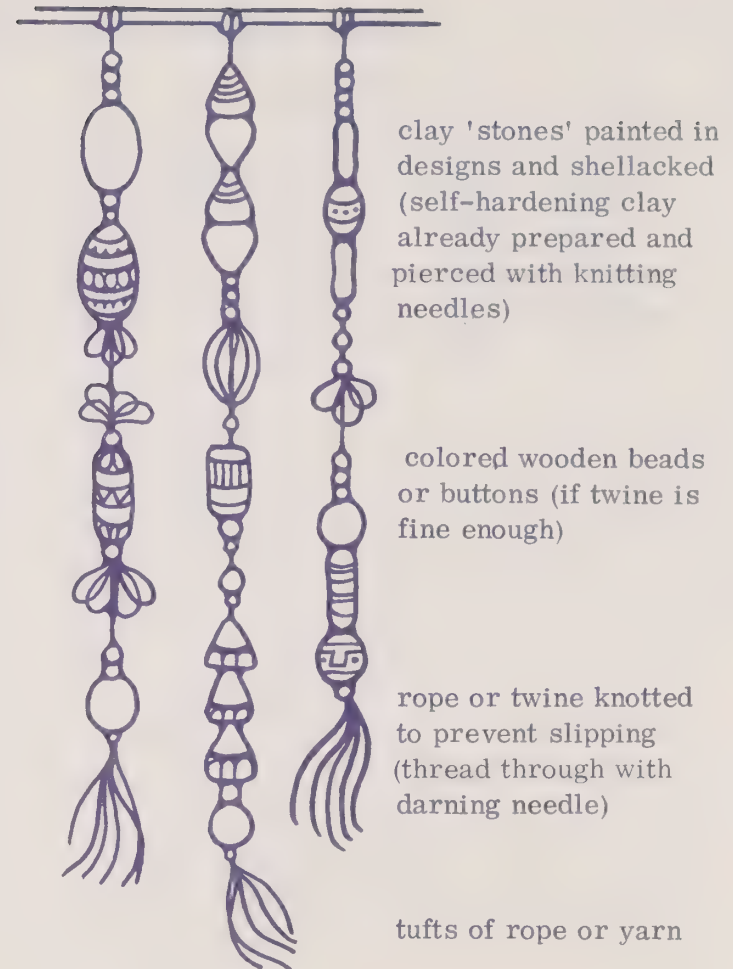 clay 'stones' painted in
designs and shellacked
(self-hardening clay
already prepared and
pierced with knitting
needles)
colored wooden beads
or buttons (if twine is
fine enough)
rope or twine knotted
to prevent slipping
(thread through with
darning needle)
tufts of rope or yarn